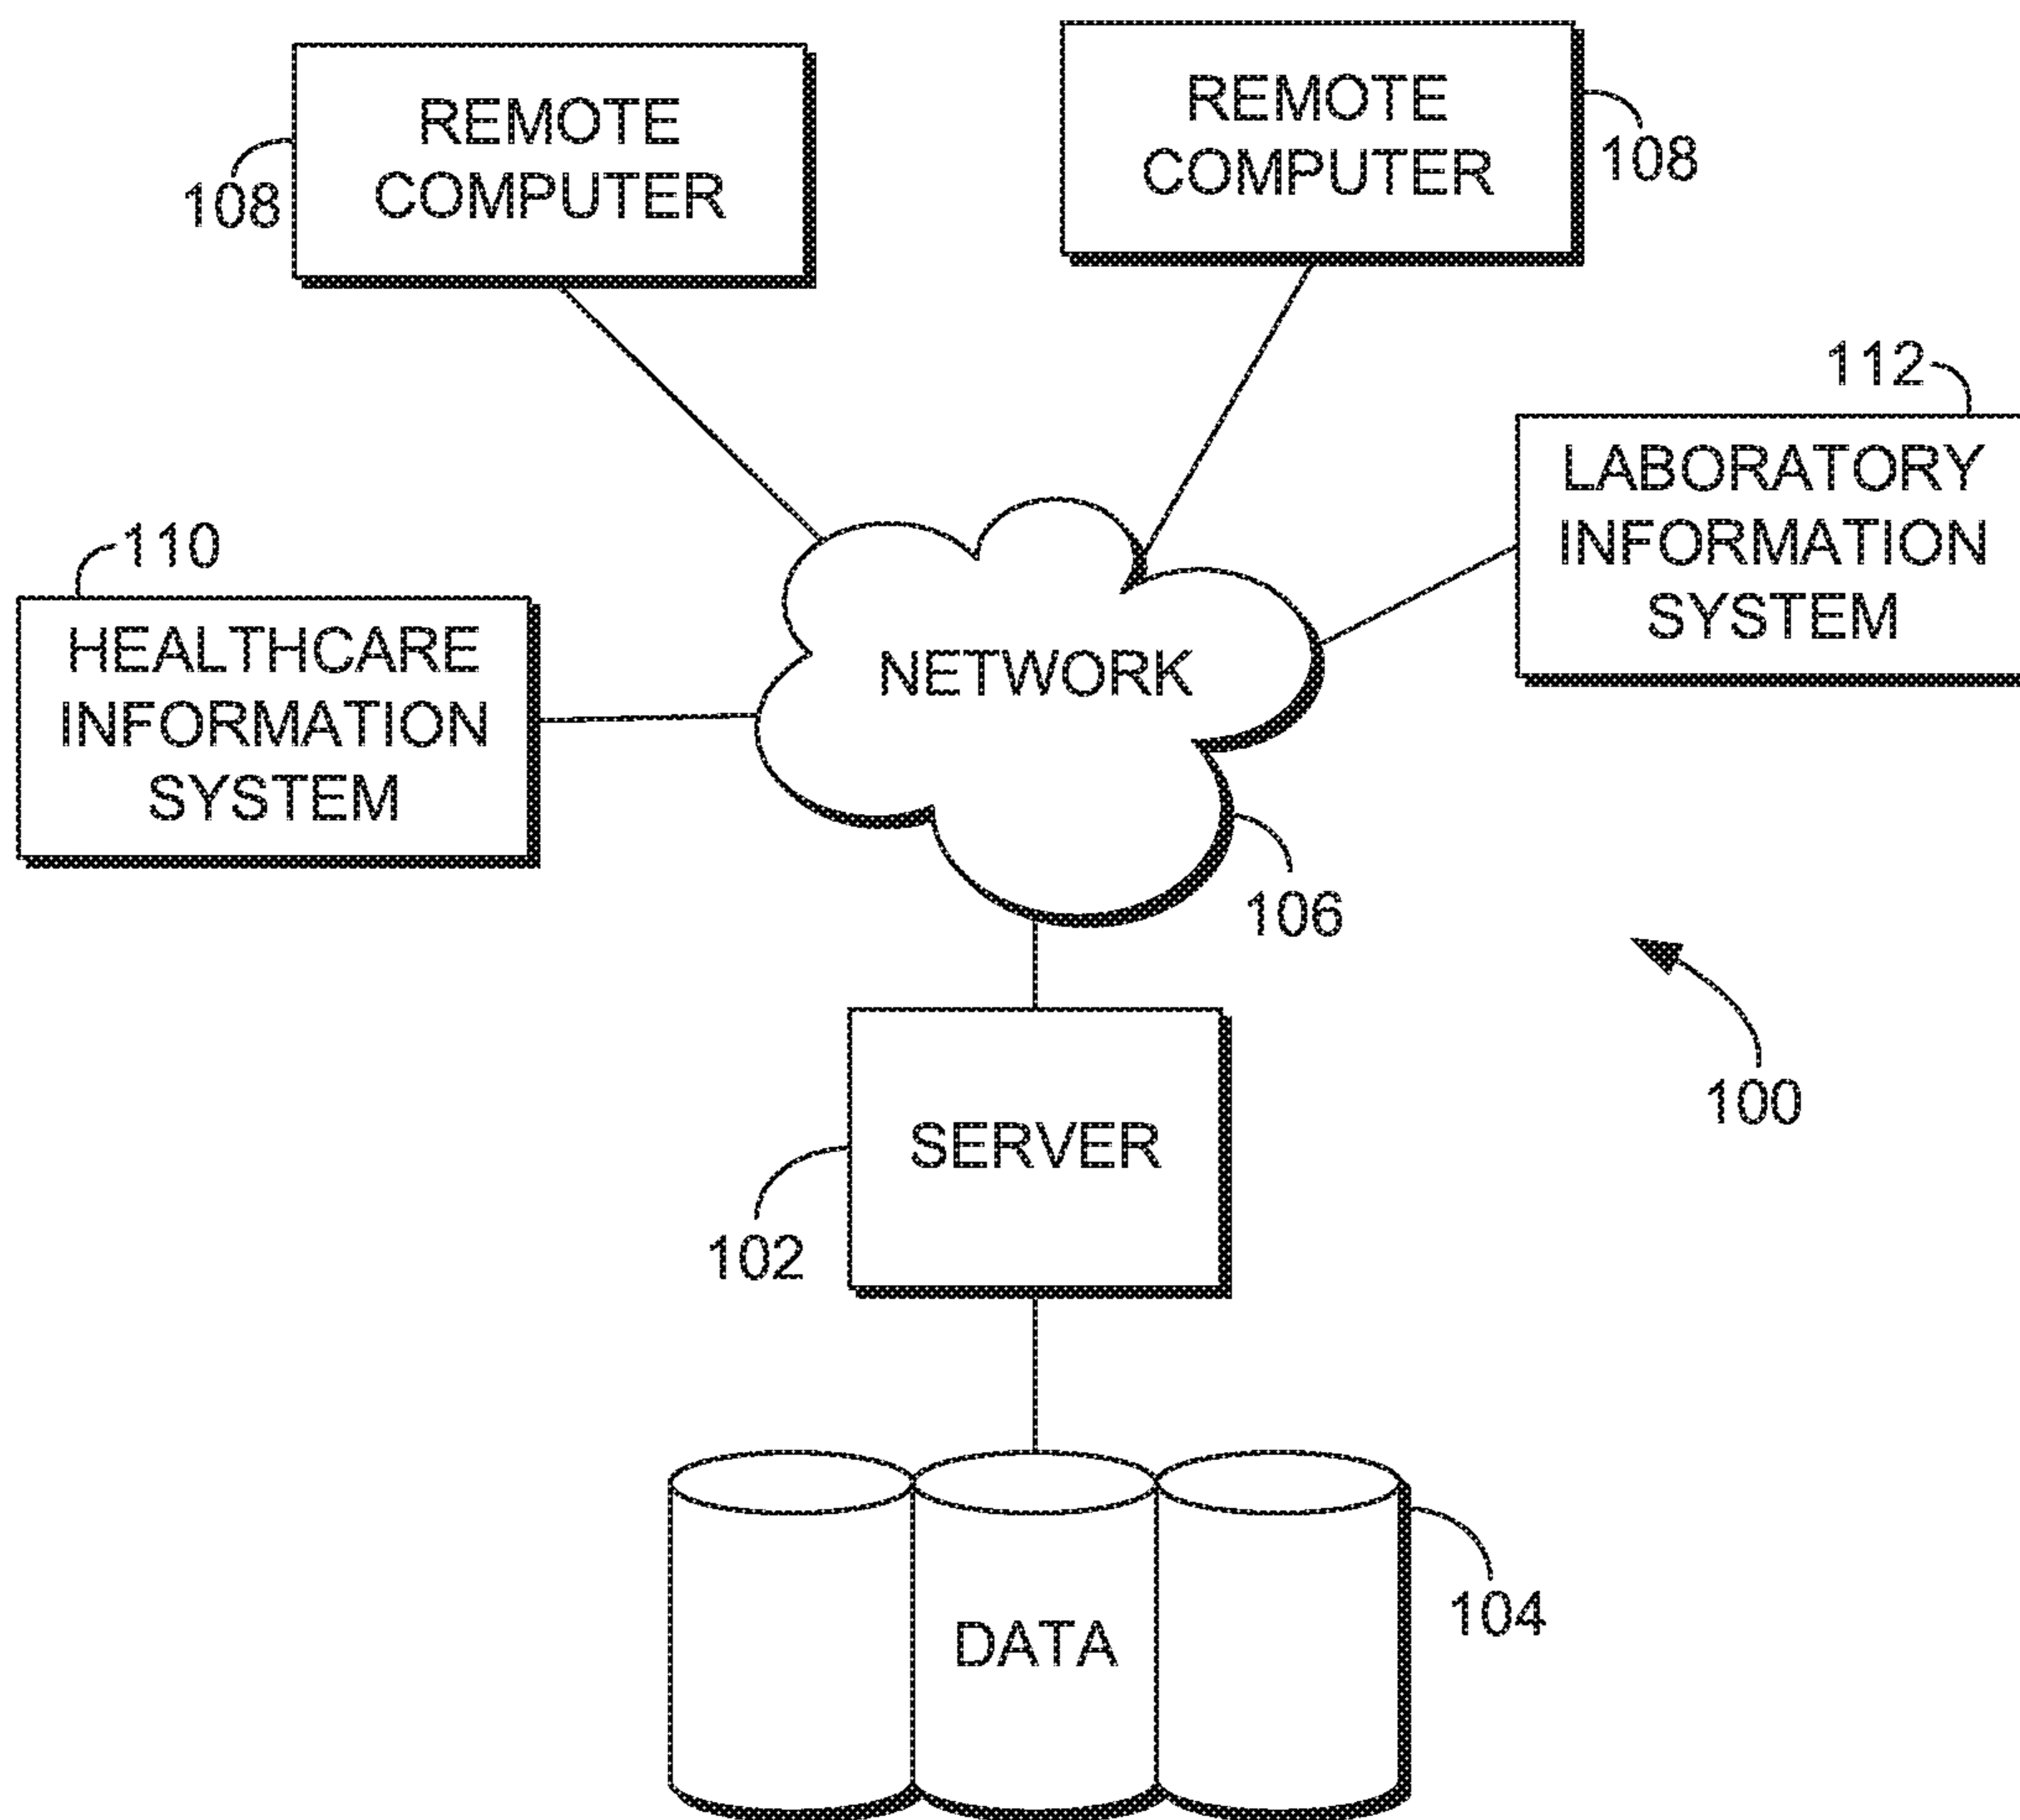 REMOTE
COMPUTER
108
REMOTE
COMPUTER
108
112
LABORATORY
INFORMATION
SYSTEM
110
HEALTHCARE
INFORMATION
SYSTEM
NETWORK
106
100
SERVER
102
DATA
104